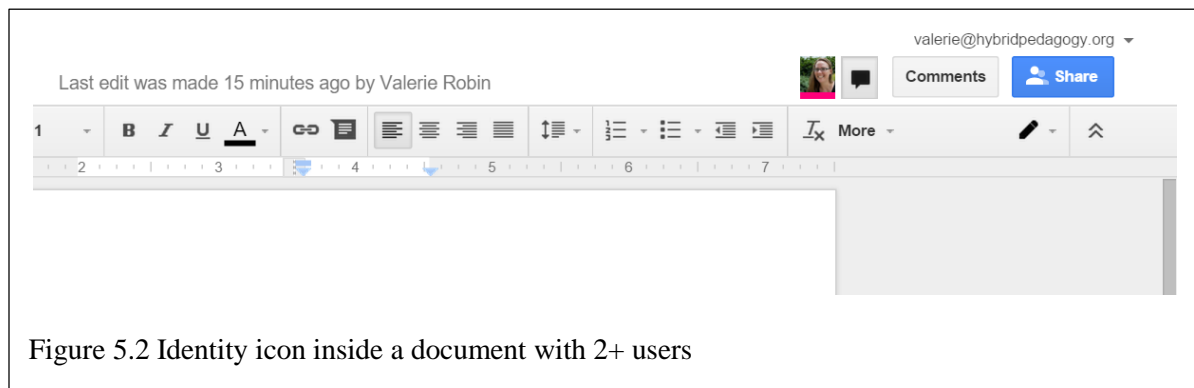 valerie@hybridpedagogy.org
Last edit was made 15 minutes ago by Valerie Robin
Comments
Share
1 B I U A More
2 3 4 5 6 7
Figure 5.2 Identity icon inside a document with 2+ users